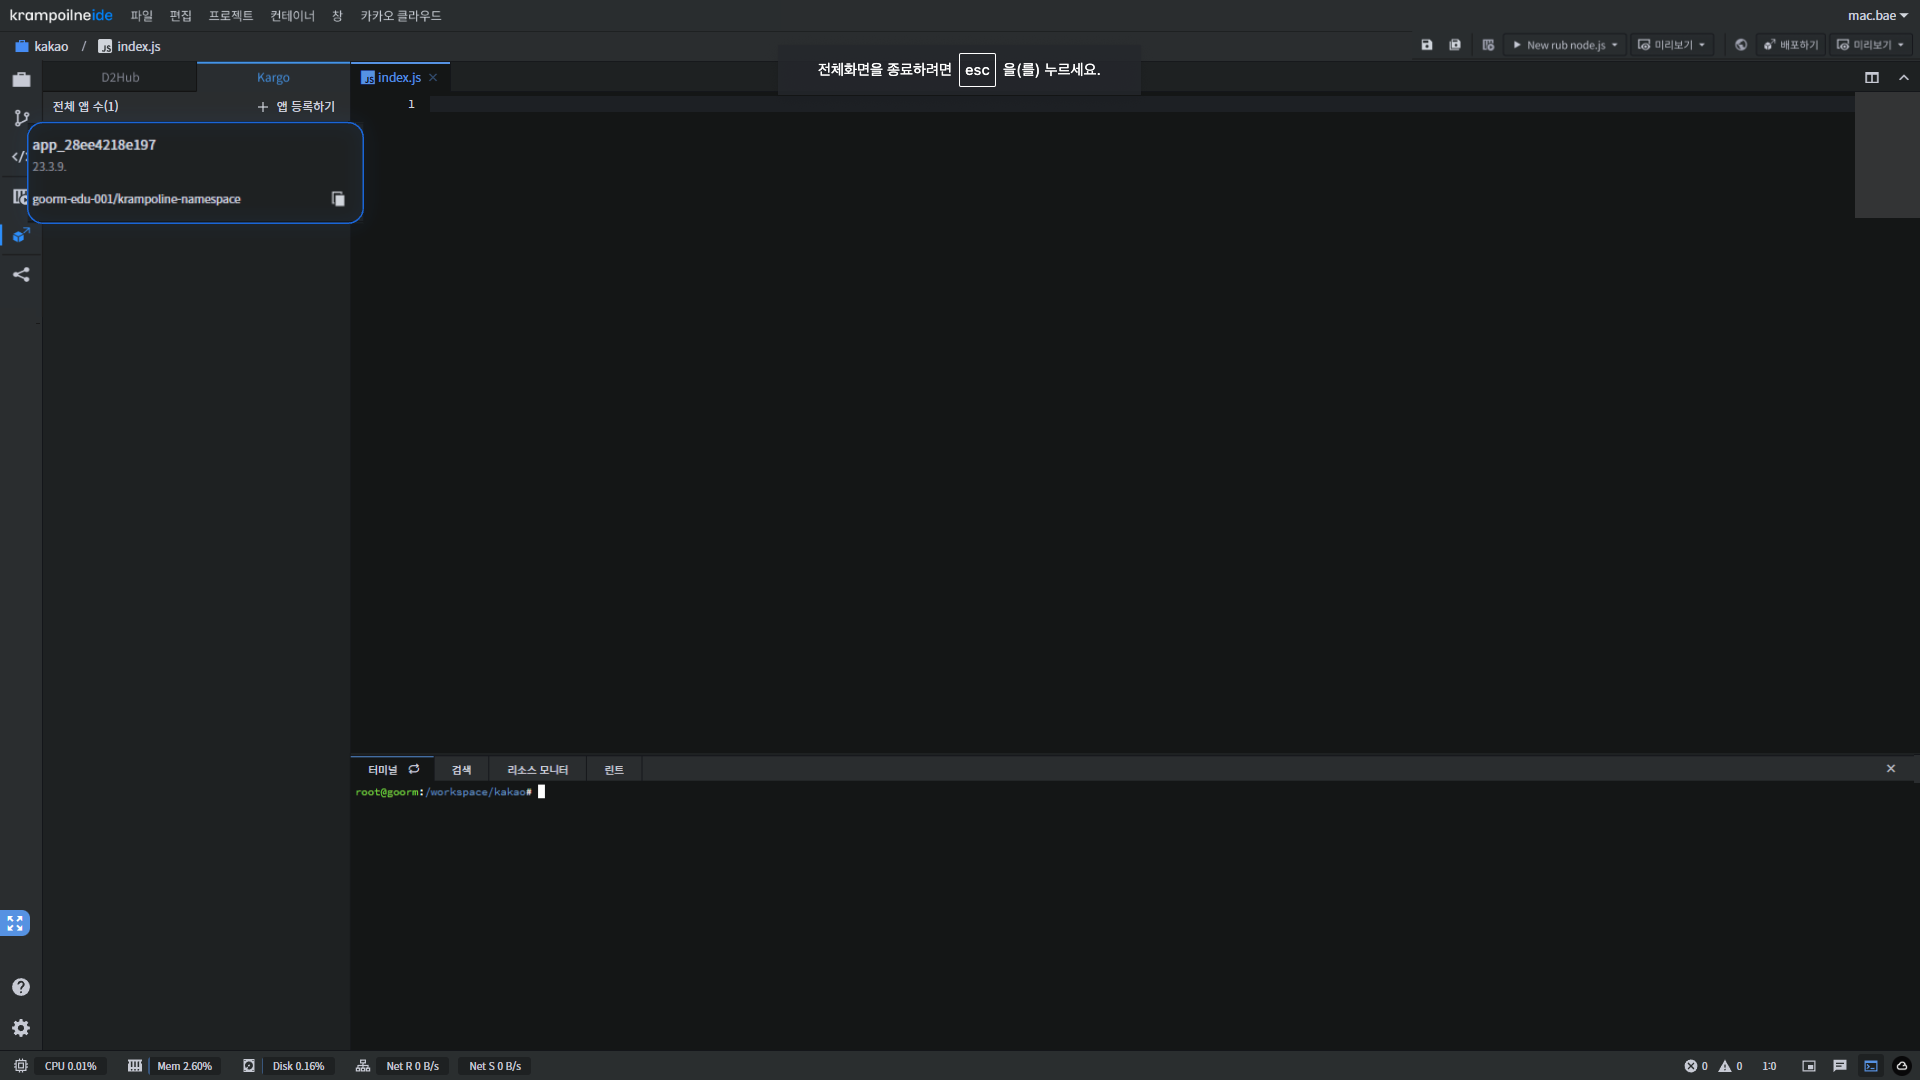 krampoilneide 파일 편집 프로젝트 컨테이너 창 카카오 클라우드 mac.bae
kakao / JS index.js
New rub node.js 미리보기 배포하기 미리보기
전체화면을 종료하려면 esc 을(를) 누르세요.
D2Hub Kargo JS index.js
전체 앱 수(1) 앱 등록하기
1
app_28ee4218e197
23.3.9.
goorm-edu-001/krampoline-namespace
터미널 검색 리소스 모니터 린트
root@goorm:/workspace/kakao#
CPU 0.01% Mem 2.60% Disk 0.16% Net R 0 B/s Net S 0 B/s 0 0 1:0